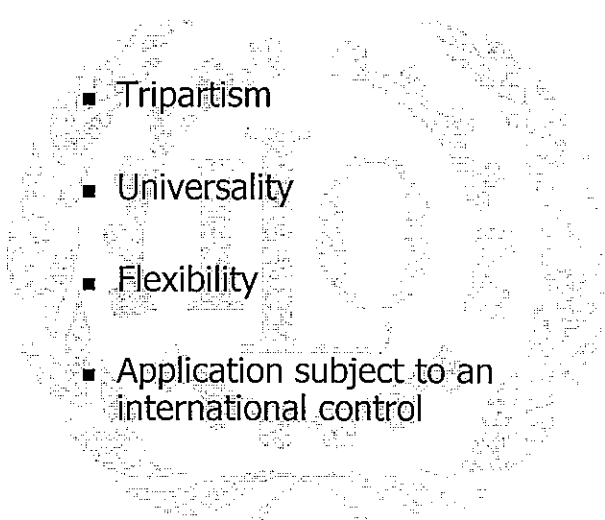 ▪ Tripartism
▪ Universality
▪ Flexibility
▪ Application subject to an
international control